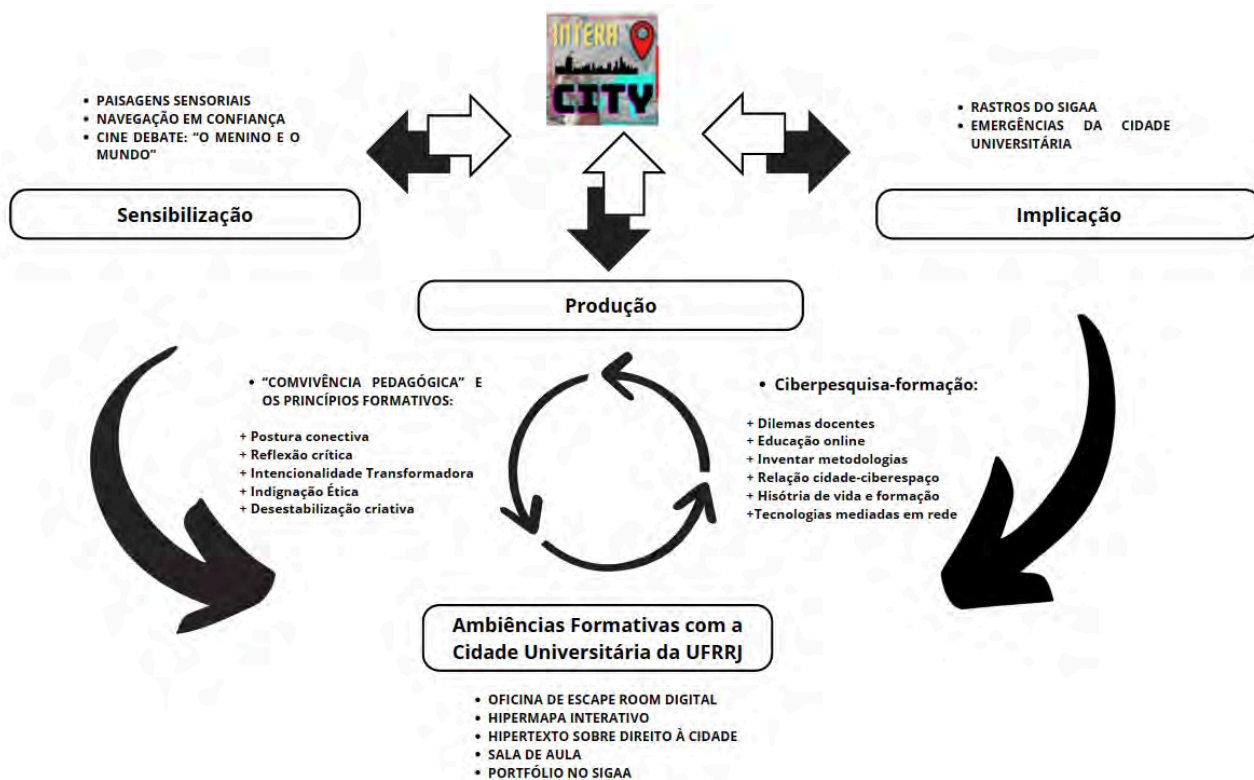 INTERA
CITY
• PAISAGENS SENSORIAIS
• NAVEGAÇÃO EM CONFIANÇA
• CINE DEBATE: “O MENINO E O
MUNDO”
Sensibilização
• RASTROS DO SIGAA
• EMERGÊNCIAS DA CIDADE
UNIVERSITÁRIA
Implicação
Produção
• “COMVIVÊNCIA PEDAGÓGICA” E
OS PRINCÍPIOS FORMATIVOS:
+ Postura conectiva
+ Reflexão crítica
+ Intencionalidade Transformadora
+ Indignação Ética
+ Desestabilização criativa
• Ciberpesquisa-formação:
+ Dilemas docentes
+ Educação online
+ Inventar metodologias
+ Relação cidade-ciberespaço
+ Hisótria de vida e formação
+Tecnologias mediadas em rede
Ambiências Formativas com a
Cidade Universitária da UFRRJ
• OFICINA DE ESCAPE ROOM DIGITAL
• HIPERMAPA INTERATIVO
• HIPERTEXTO SOBRE DIREITO À CIDADE
• SALA DE AULA
• PORTFÓLIO NO SIGAA